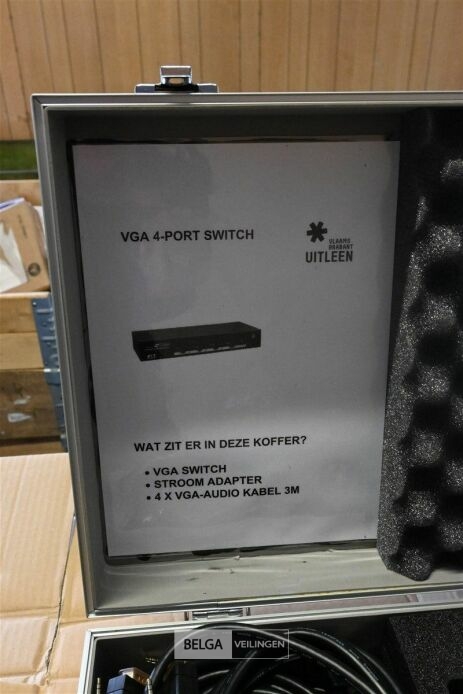 VGA 4-PORT SWITCH
VLAAMS
BRABANT
UITLEEN
WAT ZIT ER IN DEZE KOFFER?
• VGA SWITCH
• STROOM ADAPTER
• 4 X VGA-AUDIO KABEL 3M
BELGA VEILINGEN